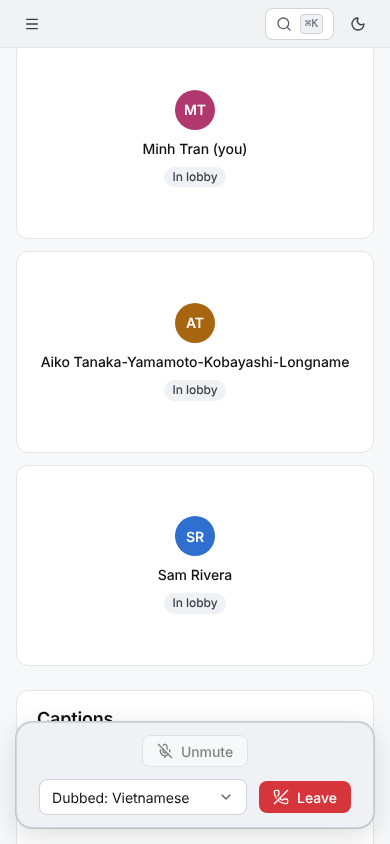 ⌘K
MT
Minh Tran (you)
In lobby
AT
Aiko Tanaka-Yamamoto-Kobayashi-Longname
In lobby
SR
Sam Rivera
In lobby
Captions
Unmute
Dubbed: Vietnamese
Leave